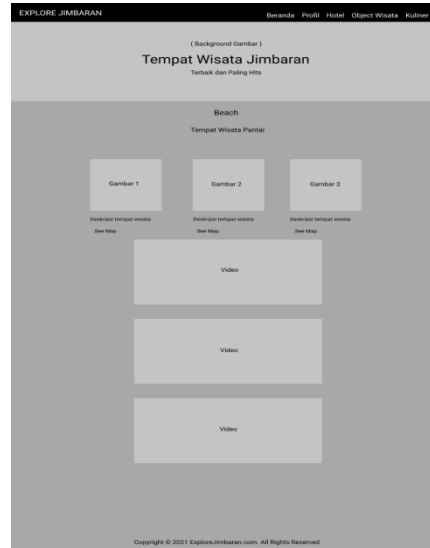 EXPLORE JIMBARAN
Beranda Profil Hotel Object Wisata Kuliner
( Background Gambar )
Tempat Wisata Jimbaran
Terbaik dan Paling Hits
Beach
Tempat Wisata Pantai
Gambar 1 Gambar 2 Gambar 3
Deskripsi tempat wisata Deskripsi tempat wisata Deskripsi tempat wisata
See Map See Map See Map
Video
Video
Video
Copyright © 2021 ExploreJimbaran.com. All Rights Reserved